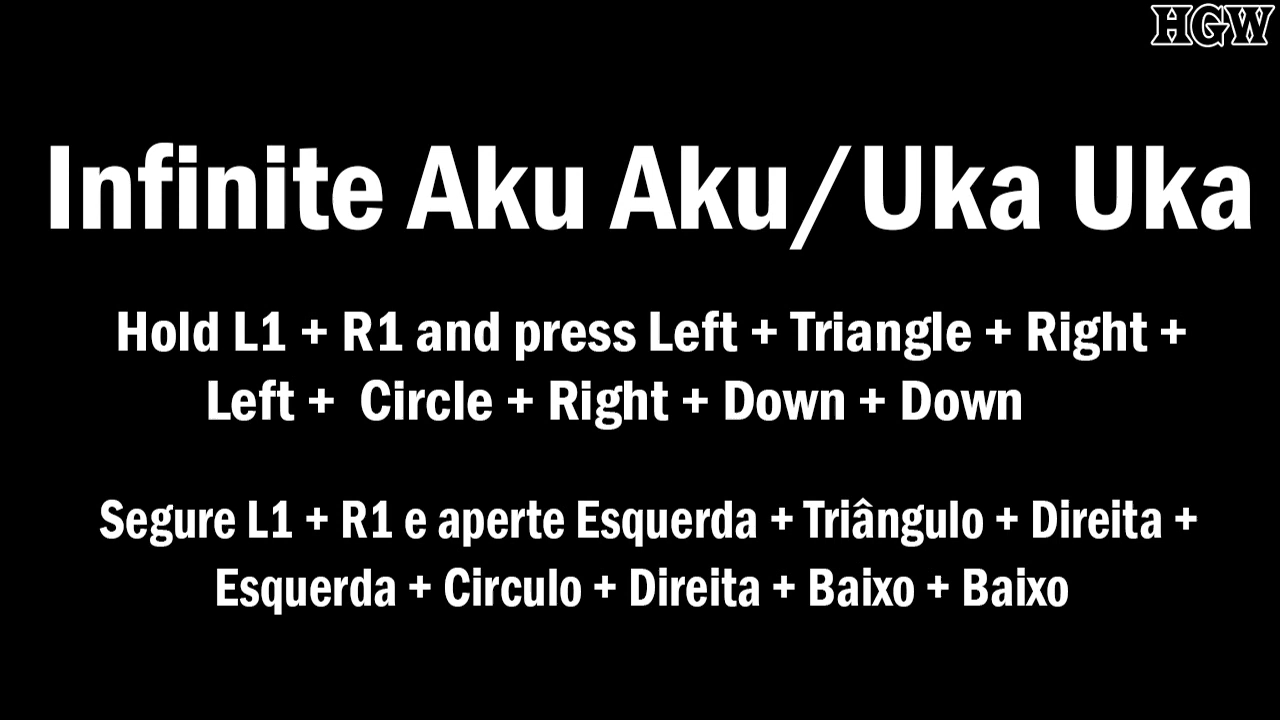 HGW
Infinite Aku Aku/Uka Uka
Hold L1 + R1 and press Left + Triangle + Right +
Left + Circle + Right + Down + Down
Segure L1 + R1 e aperte Esquerda + Triângulo + Direita +
Esquerda + Circulo + Direita + Baixo + Baixo